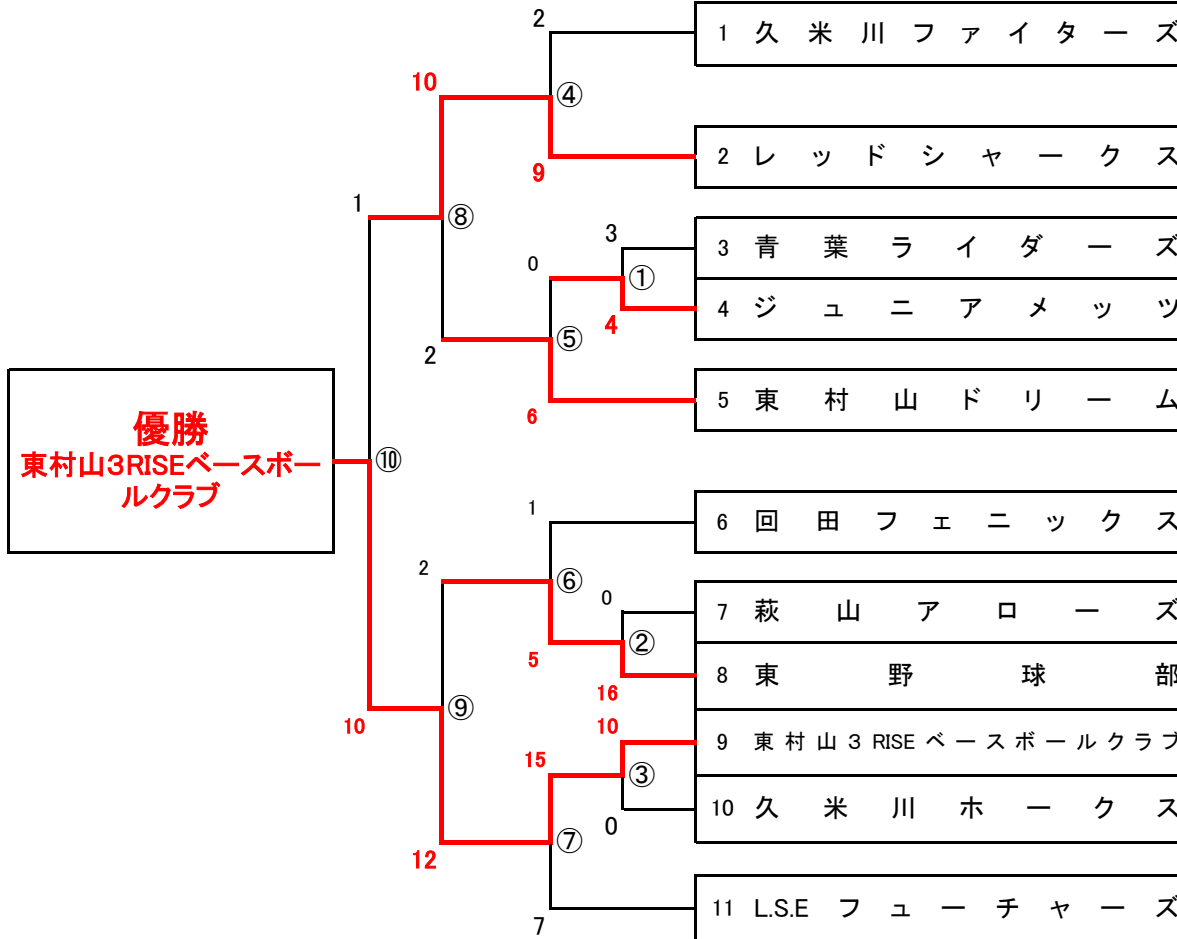 2
1 久米川ファイターズ
10
④
2 レッドシャークス
9
1
⑧
3
3 青葉ライダーズ
0
①
4 ジュニアメッツ
4
2
⑤
5 東村山ドリーム
6
優勝
東村山3RISEベースボー
ルクラブ
⑩
1
6 回田フェニックス
2
⑥
0
7 萩山アローズ
②
5
8 東野球部
16
⑨
10
10
9 東村山3RISEベースボールクラブ
15
③
10 久米川ホークス
0
12
⑦
11 L.S.Eフューチャーズ
7